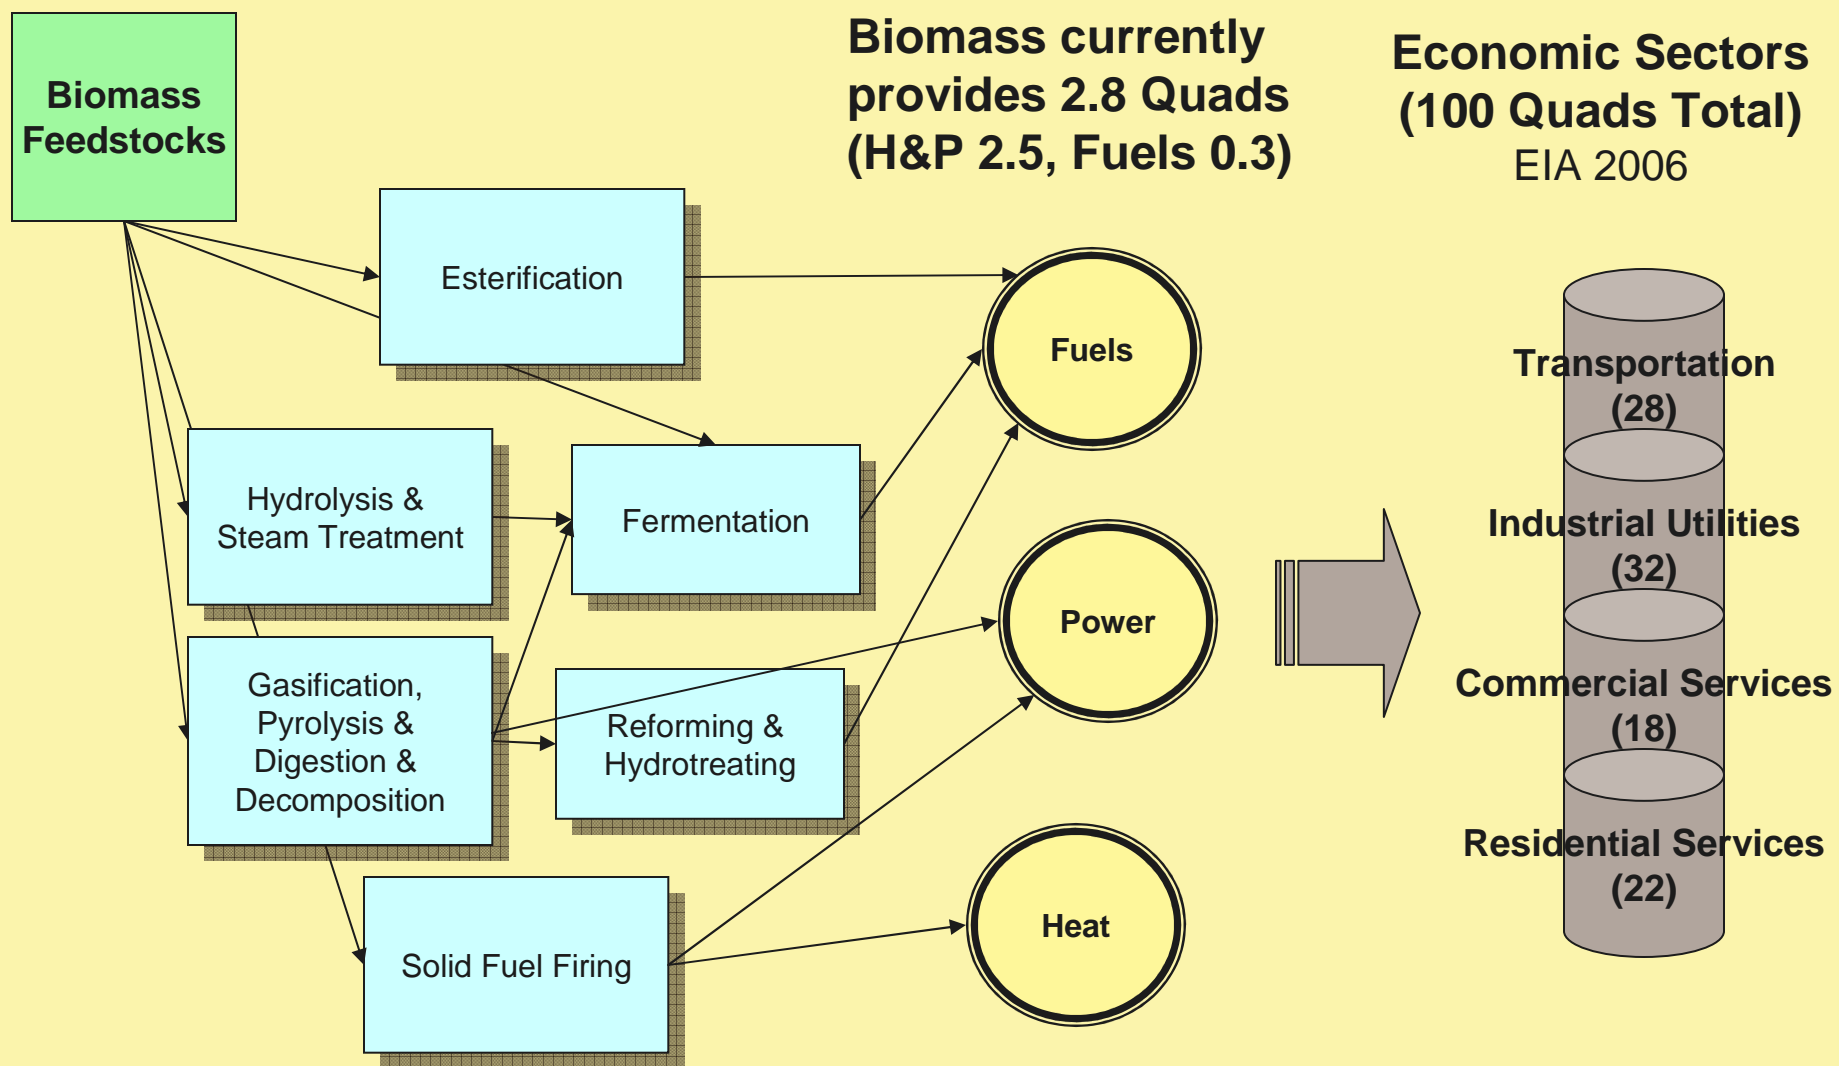 Biomass
Feedstocks
Biomass currently
provides 2.8 Quads
(H&P 2.5, Fuels 0.3)
Economic Sectors
(100 Quads Total)
EIA 2006
Esterification
Fuels
Transportation
(28)
Hydrolysis &
Steam Treatment
Fermentation
Industrial Utilities
(32)
Power
Gasification,
Pyrolysis &
Digestion &
Decomposition
Reforming &
Hydrotreating
Commercial Services
(18)
Solid Fuel Firing
Heat
Residential Services
(22)